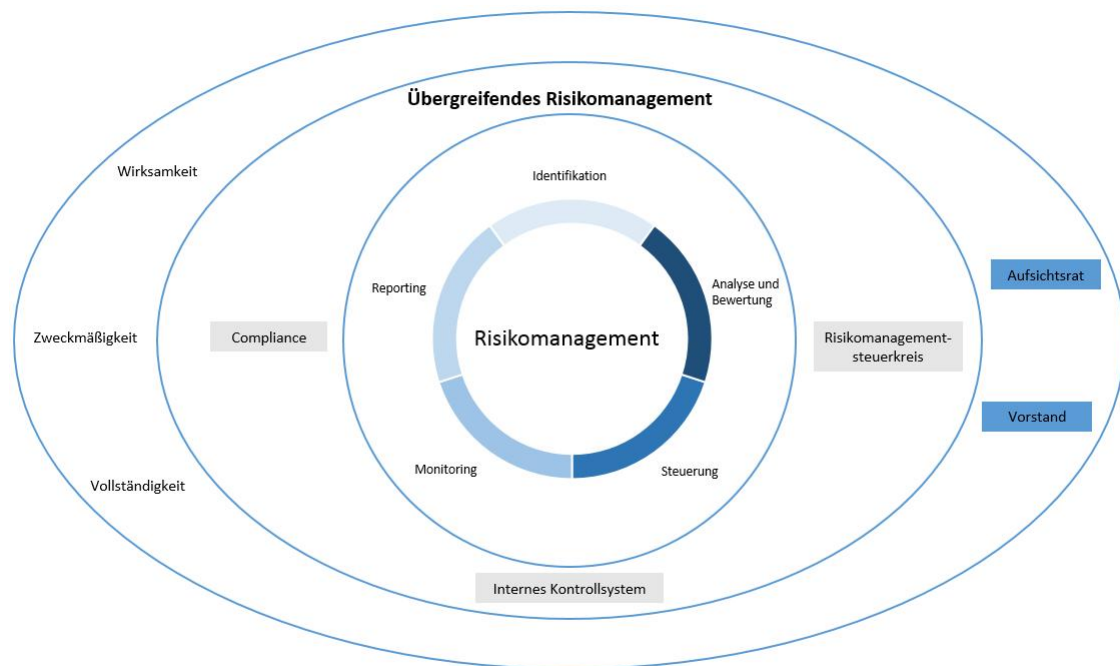 Übergreifendes Risikomanagement
Wirksamkeit
Identifikation
Aufsichtsrat
Reporting
Analyse und
Bewertung
Zweckmäßigkeit
Compliance
Risikomanagement
Risikomanagement-
steuerkreis
Vorstand
Monitoring
Steuerung
Vollständigkeit
Internes Kontrollsystem